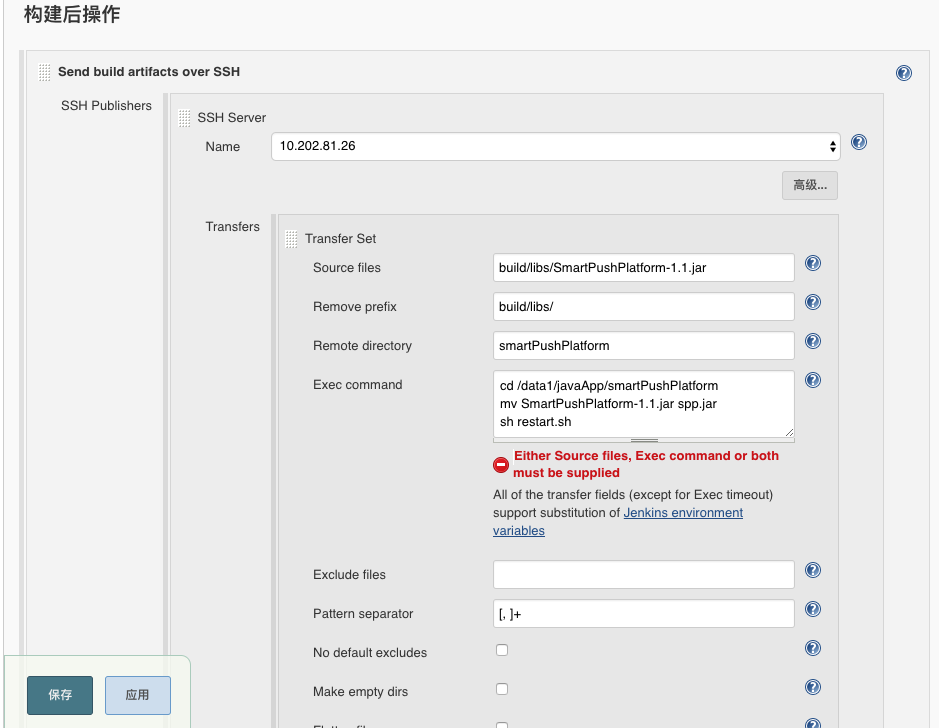 构建后操作
Send build artifacts over SSH
SSH Publishers
SSH Server
Name
10.202.81.26
高级...
Transfers
Transfer Set
Source files
build/libs/SmartPushPlatform-1.1.jar
Remove prefix
build/libs/
Remote directory
smartPushPlatform
Exec command
cd /data1/javaApp/smartPushPlatform
mv SmartPushPlatform-1.1.jar spp.jar
sh restart.sh
Either Source files, Exec command or both
must be supplied
All of the transfer fields (except for Exec timeout)
support substitution of Jenkins environment
variables
Exclude files
Pattern separator
[, ]+
No default excludes
Make empty dirs
保存
应用